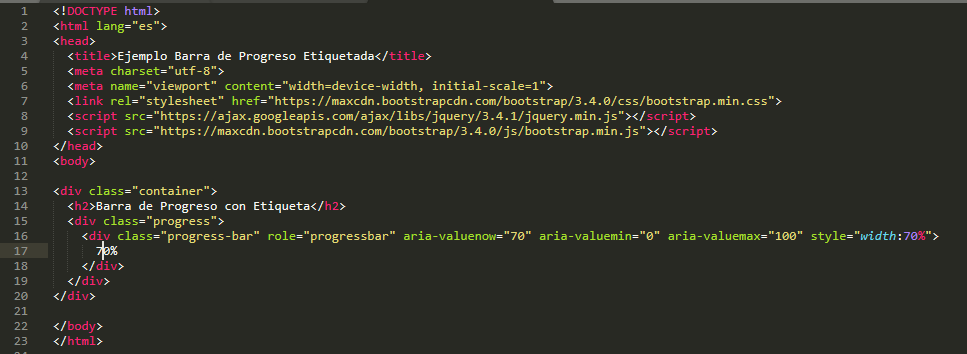 1 <!DOCTYPE html>
2 <html lang="es">
3 <head>
4 <title>Ejemplo Barra de Progreso Etiquetada</title>
5 <meta charset="utf-8">
6 <meta name="viewport" content="width=device-width, initial-scale=1">
7 <link rel="stylesheet" href="https://maxcdn.bootstrapcdn.com/bootstrap/3.4.0/css/bootstrap.min.css">
8 <script src="https://ajax.googleapis.com/ajax/libs/jquery/3.4.1/jquery.min.js"></script>
9 <script src="https://maxcdn.bootstrapcdn.com/bootstrap/3.4.0/js/bootstrap.min.js"></script>
10 </head>
11 <body>
12
13 <div class="container">
14 <h2>Barra de Progreso con Etiqueta</h2>
15 <div class="progress">
16 <div class="progress-bar" role="progressbar" aria-valuenow="70" aria-valuemin="0" aria-valuemax="100" style="width:70%">
17 70%
18 </div>
19 </div>
20 </div>
21
22 </body>
23 </html>